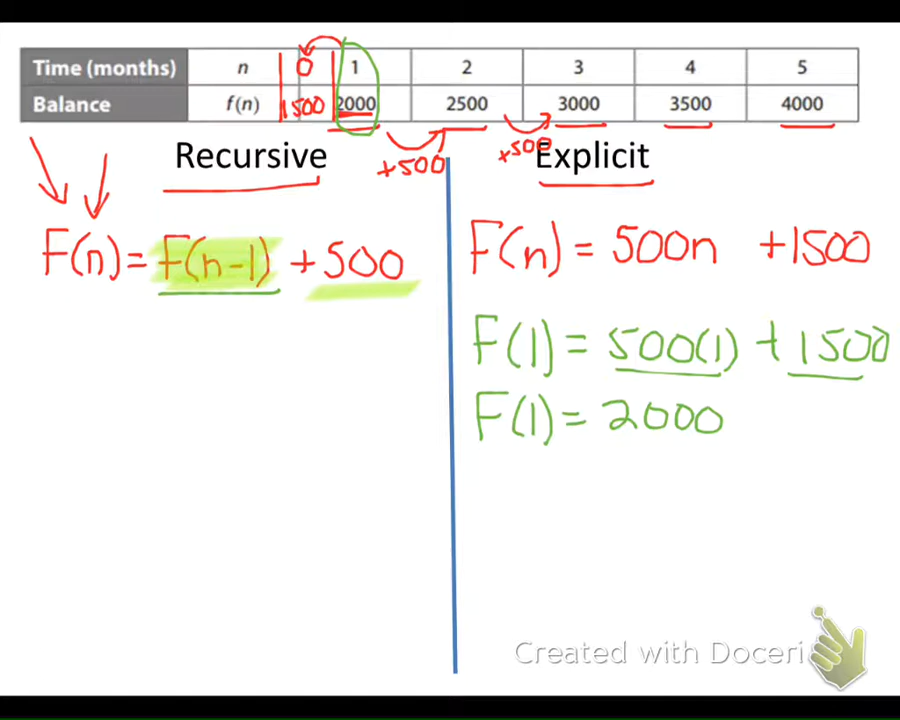 Time (months) n 0 1 2 3 4 5
Balance f(n) 1500 2000 2500 3000 3500 4000
+500 +500
Recursive
F(n) = F(n-1) + 500
Explicit
F(n) = 500n +1500
F(1) = 500(1) + 1500
F(1) = 2000
Created with Doceri